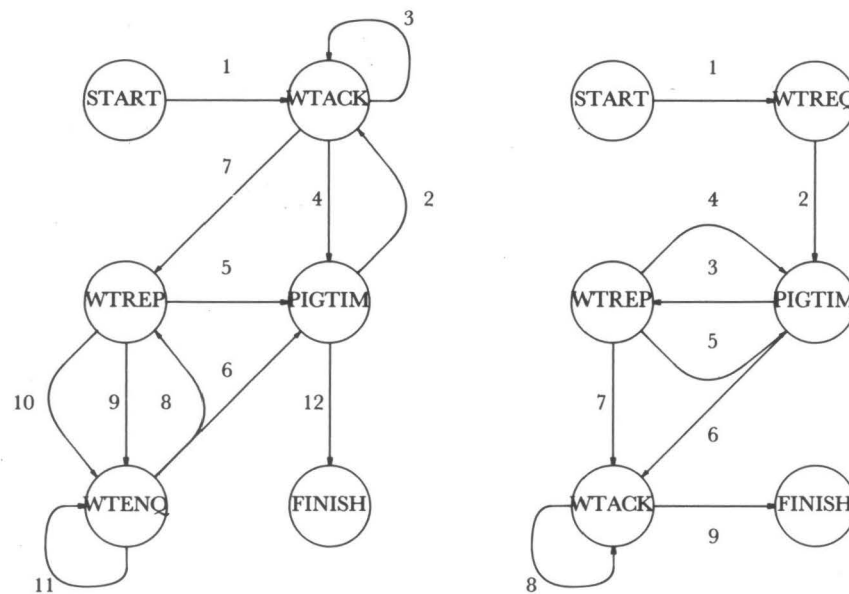 3
1
START
WTACK
7
4
2
5
WTREP
PIGTIM
6
10
9
8
12
WTENQ
FINISH
11
1
START
WTREQ
2
4
3
WTREP
PIGTIM
5
7
6
WTACK
FINISH
9
8